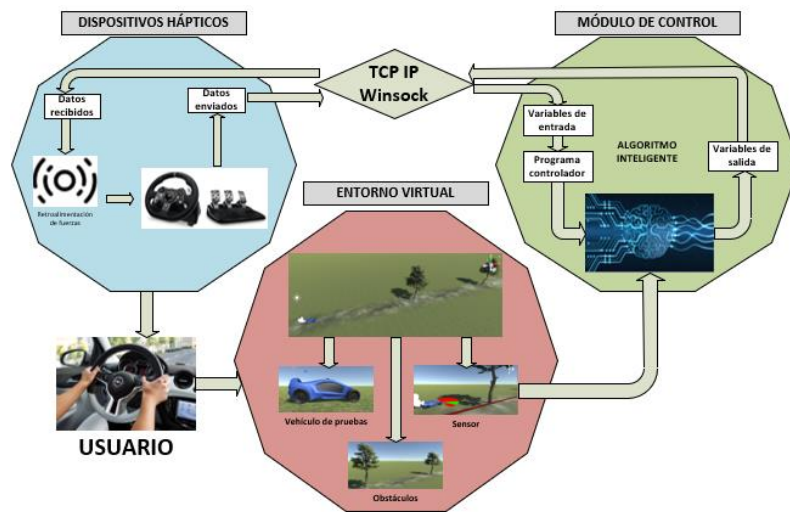 DISPOSITIVOS HÁPTICOS
MÓDULO DE CONTROL
TCP IP
Winsock
Datos
recibidos
Datos
enviados
Retroalimentación
de fuerzas
Variables de
entrada
Programa
controlador
ALGORITMO
INTELIGENTE
Variables de
salida
ENTORNO VIRTUAL
Vehículo de pruebas
Sensor
Obstáculos
USUARIO